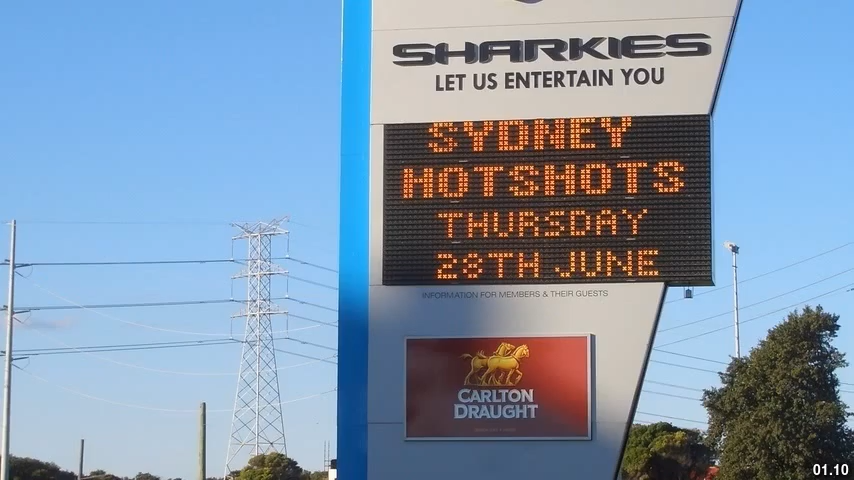 SHARKIES
LET US ENTERTAIN YOU
SYDNEY
HOTSHOTS
THURSDAY
28TH JUNE
INFORMATION FOR MEMBERS & THEIR GUESTS
CARLTON
DRAUGHT
01.10